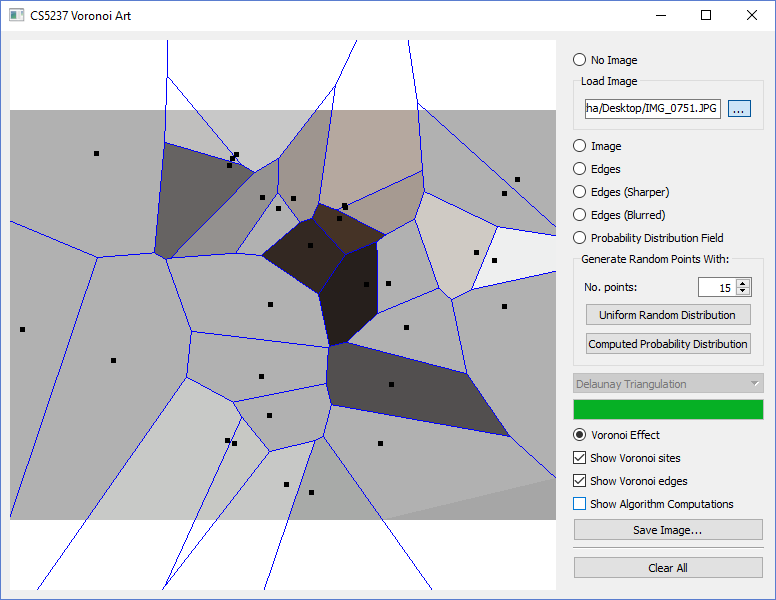 CS5237 Voronoi Art
No Image
Load Image
ha/Desktop/IMG_0751.JPG
...
Image
Edges
Edges (Sharper)
Edges (Blurred)
Probability Distribution Field
Generate Random Points With:
No. points:
15
Uniform Random Distribution
Computed Probability Distribution
Delaunay Triangulation
Voronoi Effect
Show Voronoi sites
Show Voronoi edges
Show Algorithm Computations
Save Image...
Clear All